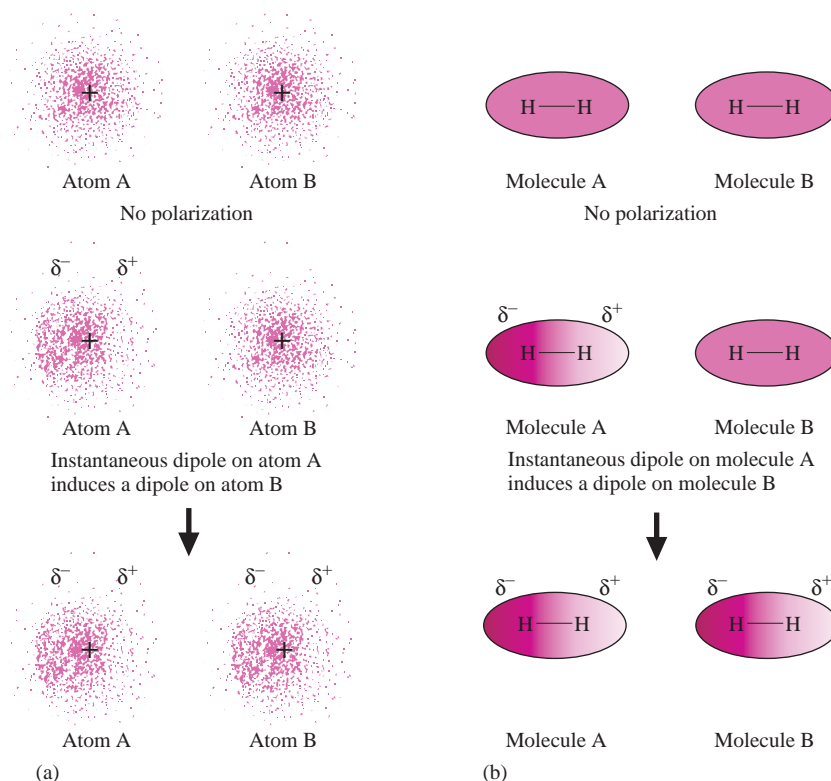 Atom A Atom B
No polarization
δ− δ+
Atom A Atom B
Instantaneous dipole on atom A
induces a dipole on atom B
δ− δ+ δ− δ+
Atom A Atom B
(a)
H—H H—H
Molecule A Molecule B
No polarization
δ− δ+
H—H H—H
Molecule A Molecule B
Instantaneous dipole on molecule A
induces a dipole on molecule B
δ− δ+ δ− δ+
H—H H—H
Molecule A Molecule B
(b)